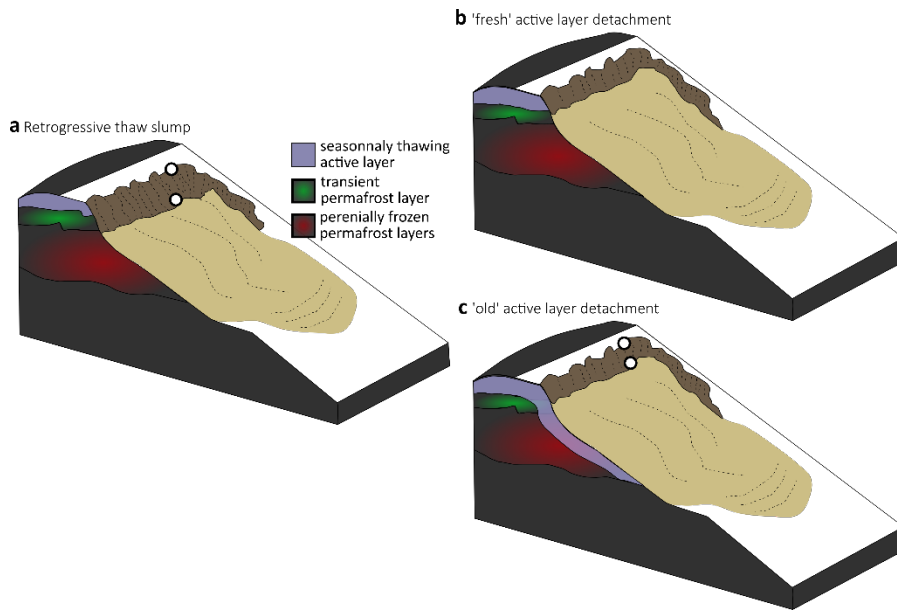 a Retrogressive thaw slump
seasonnaly thawing
active layer
transient
permafrost layer
perenially frozen
permafrost layers
b 'fresh' active layer detachment
c 'old' active layer detachment